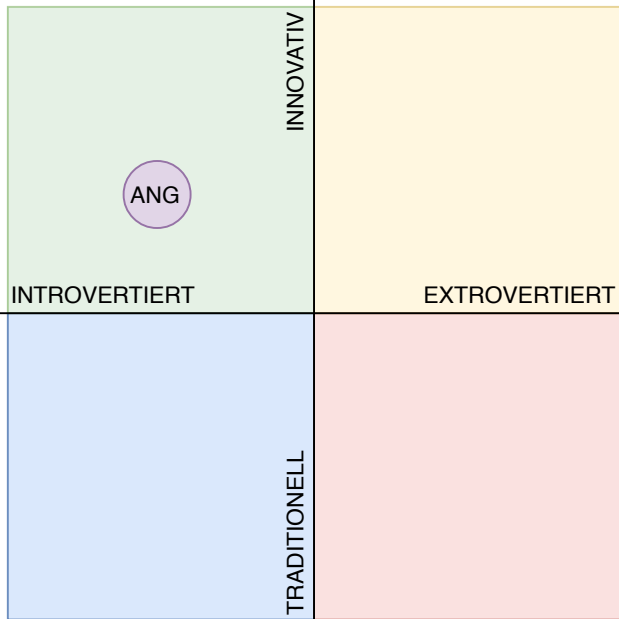 INNOVATIV
ANG
INTROVERTIERT
EXTROVERTIERT
TRADITIONELL